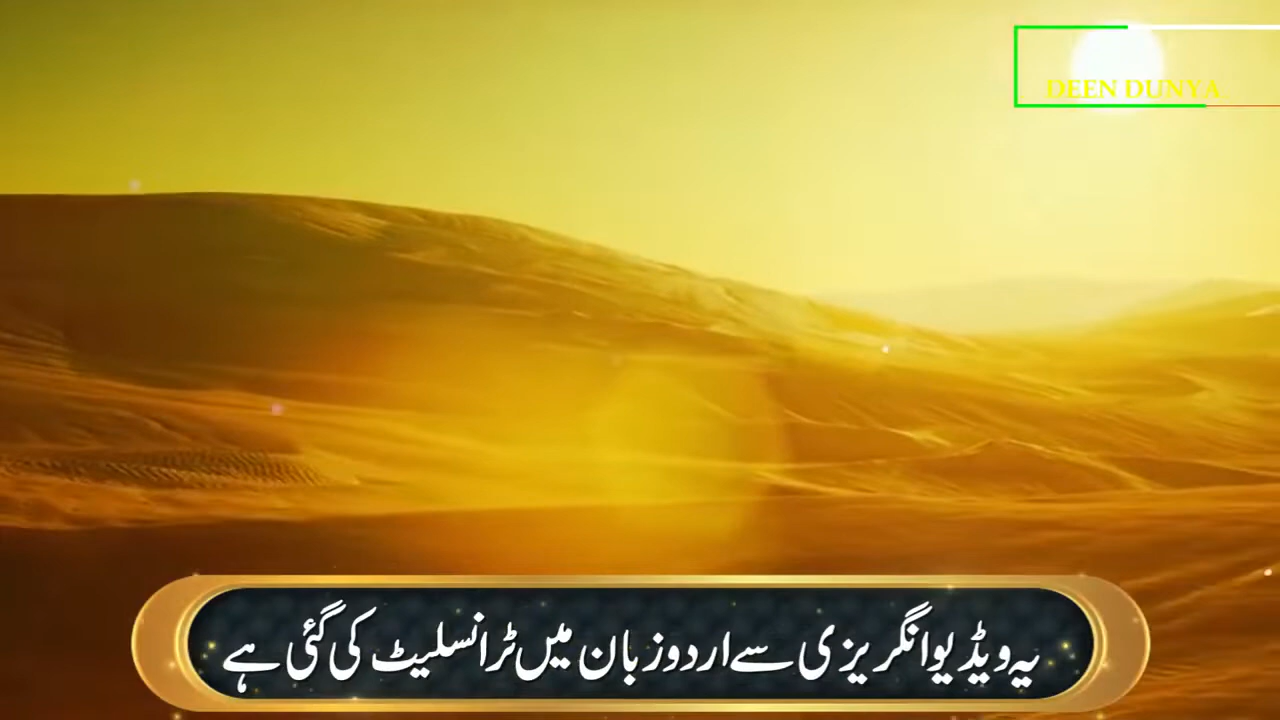 DEEN DUNYA
یہ ویڈیو انگریزی سے اردو زبان میں ٹرانسلیٹ کی گئی ہے